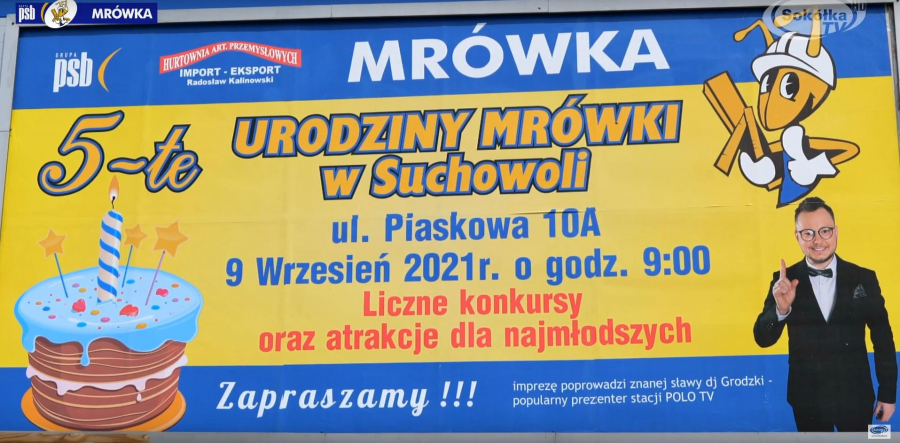 psb MRÓWKA
Sokółka
TV HD
GRUPA
psb
HURTOWNIA ART. PRZEMYSŁOWYCH
IMPORT - EKSPORT
Radosław Kalinowski
MRÓWKA
5-te
URODZINY MRÓWKI
w Suchowoli
ul. Piaskowa 10A
9 Wrzesień 2021r. o godz. 9:00
Liczne konkursy
oraz atrakcje dla najmłodszych
Zapraszamy !!!
imprezę poprowadzi znanej sławy dj Grodzki -
popularny prezenter stacji POLO TV